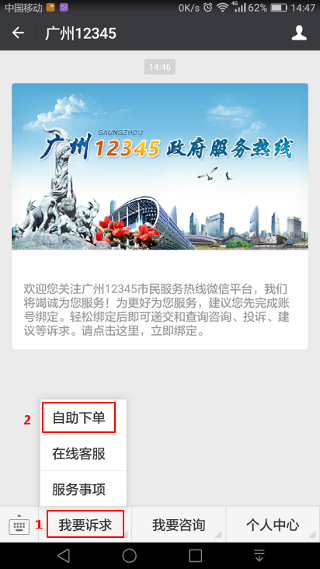 中国移动 0K/s 4G 62% 14:47
广州12345
14:46
GUANGZHOU
广州12345政府服务热线
欢迎您关注广州12345市民服务热线微信平台，我们
将竭诚为您服务！为更好为您服务，建议您先完成账
号绑定。轻松绑定后即可递交和查询咨询、投诉、建
议等诉求。请点击这里，立即绑定。
2 自助下单
在线客服
服务事项
1 我要诉求 我要咨询 个人中心